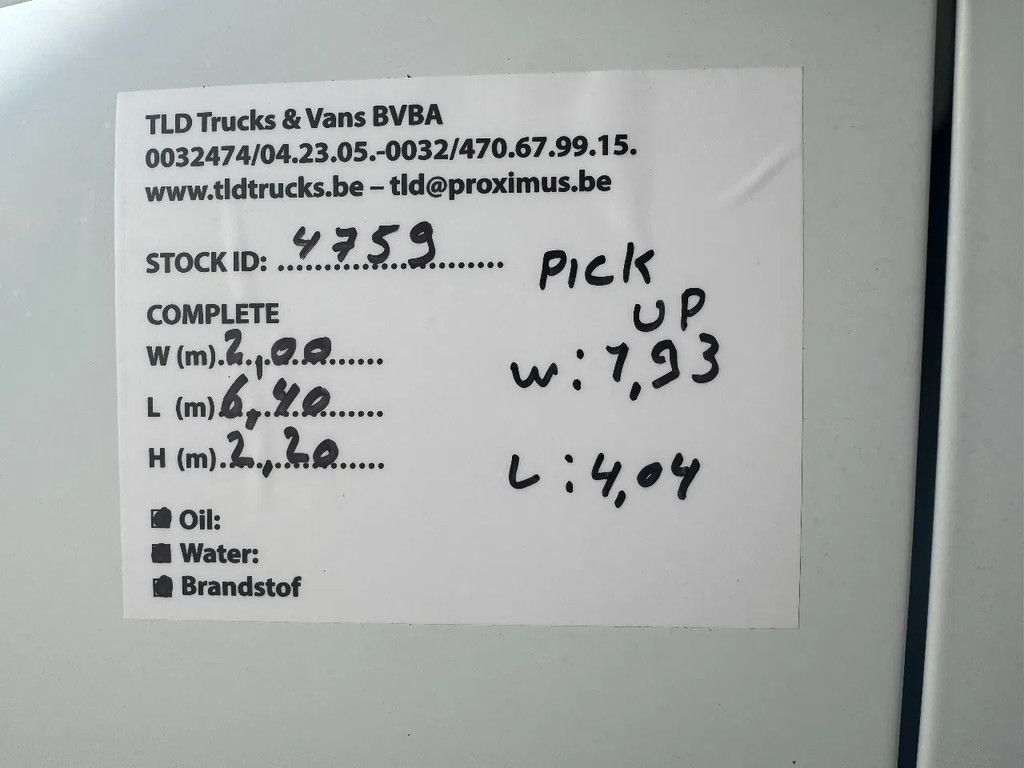 TLD Trucks & Vans BVBA
0032474/04.23.05.-0032/470.67.99.15.
www.tldtrucks.be – tld@proximus.be
STOCK ID: 4759
COMPLETE
W (m) 2,00
L (m) 6,40
H (m) 2,20
Oil:
Water:
Brandstof
PICK
UP
W: 1,93
L: 4,04